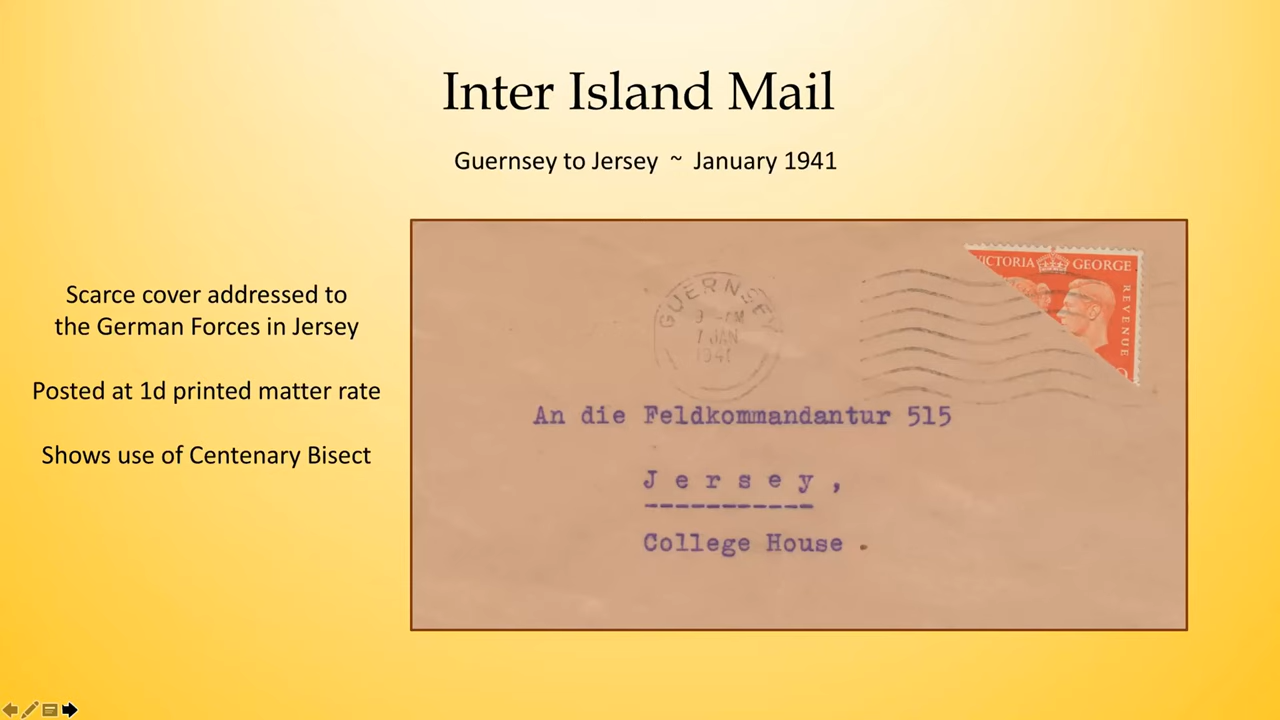 Inter Island Mail
Guernsey to Jersey ~ January 1941
Scarce cover addressed to
the German Forces in Jersey
Posted at 1d printed matter rate
Shows use of Centenary Bisect
VICTORIA GEORGE
REVENUE
GUERNSEY
7 JAN
1941
An die Feldkommandantur 515
Jersey,
College House.